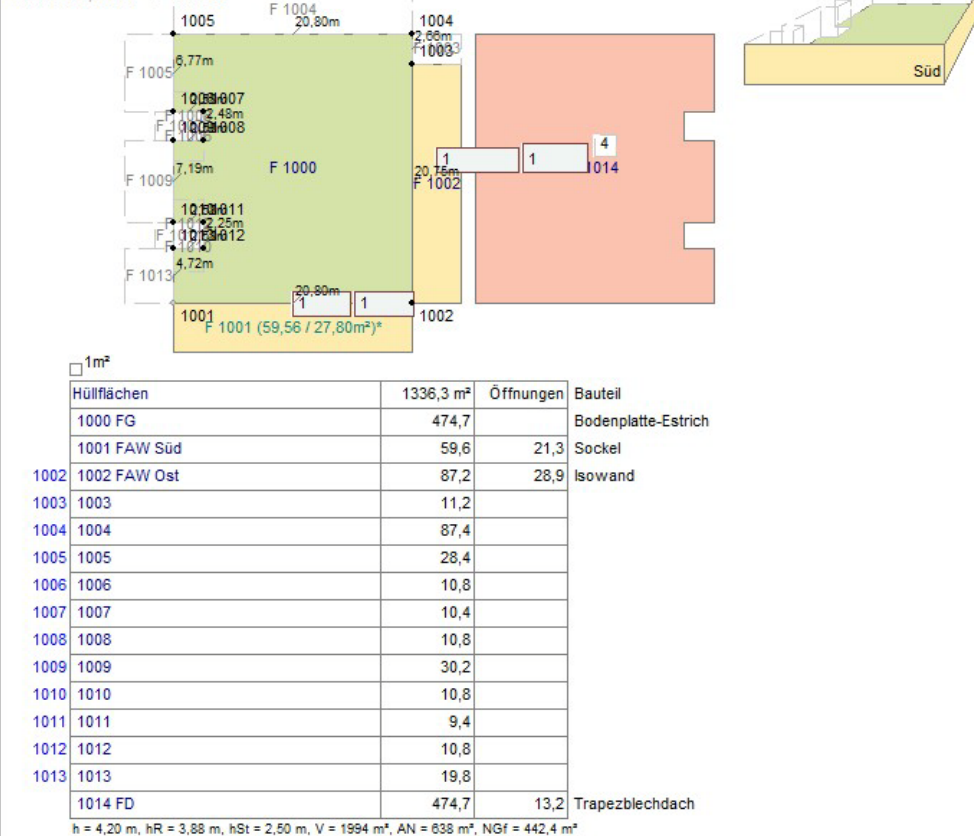 F 1004
1005
20,80m
1004
2,66m
1003
6,77m
F 1005
Süd
1007
2,48m
1008
4
1
1
7,19m
F 1000
20,75m
1014
F 1009
F 1002
1011
2,25m
1012
4,72m
F 1013
20,80m
1
1
1001
1002
F 1001 (59,56 / 27,80m²)*
1m²
Hüllflächen 1336,3 m² Öffnungen Bauteil
1000 FG 474,7 Bodenplatte-Estrich
1001 FAW Süd 59,6 21,3 Sockel
1002 1002 FAW Ost 87,2 28,9 Isowand
1003 1003 11,2
1004 1004 87,4
1005 1005 28,4
1006 1006 10,8
1007 1007 10,4
1008 1008 10,8
1009 1009 30,2
1010 1010 10,8
1011 1011 9,4
1012 1012 10,8
1013 1013 19,8
1014 FD 474,7 13,2 Trapezblechdach
h = 4,20 m, hR = 3,88 m, hSt = 2,50 m, V = 1994 m³, AN = 638 m², NGf = 442,4 m²